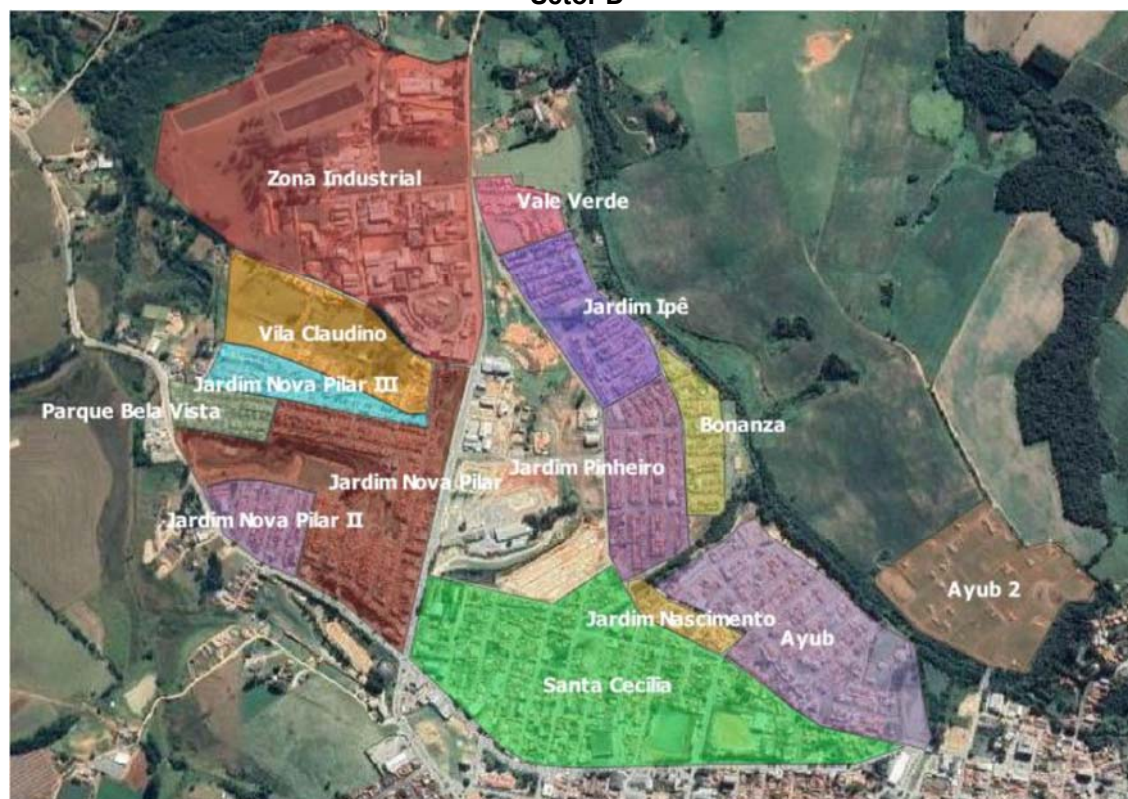 Setor D
Zona Industrial
Vale Verde
Jardim Ipê
Vila Claudino
Jardim Nova Pilar III
Parque Bela Vista
Bonanza
Jardim Pinheiro
Jardim Nova Pilar
Jardim Nova Pilar II
Ayub 2
Jardim Nascimento
Ayub
Santa Cecília